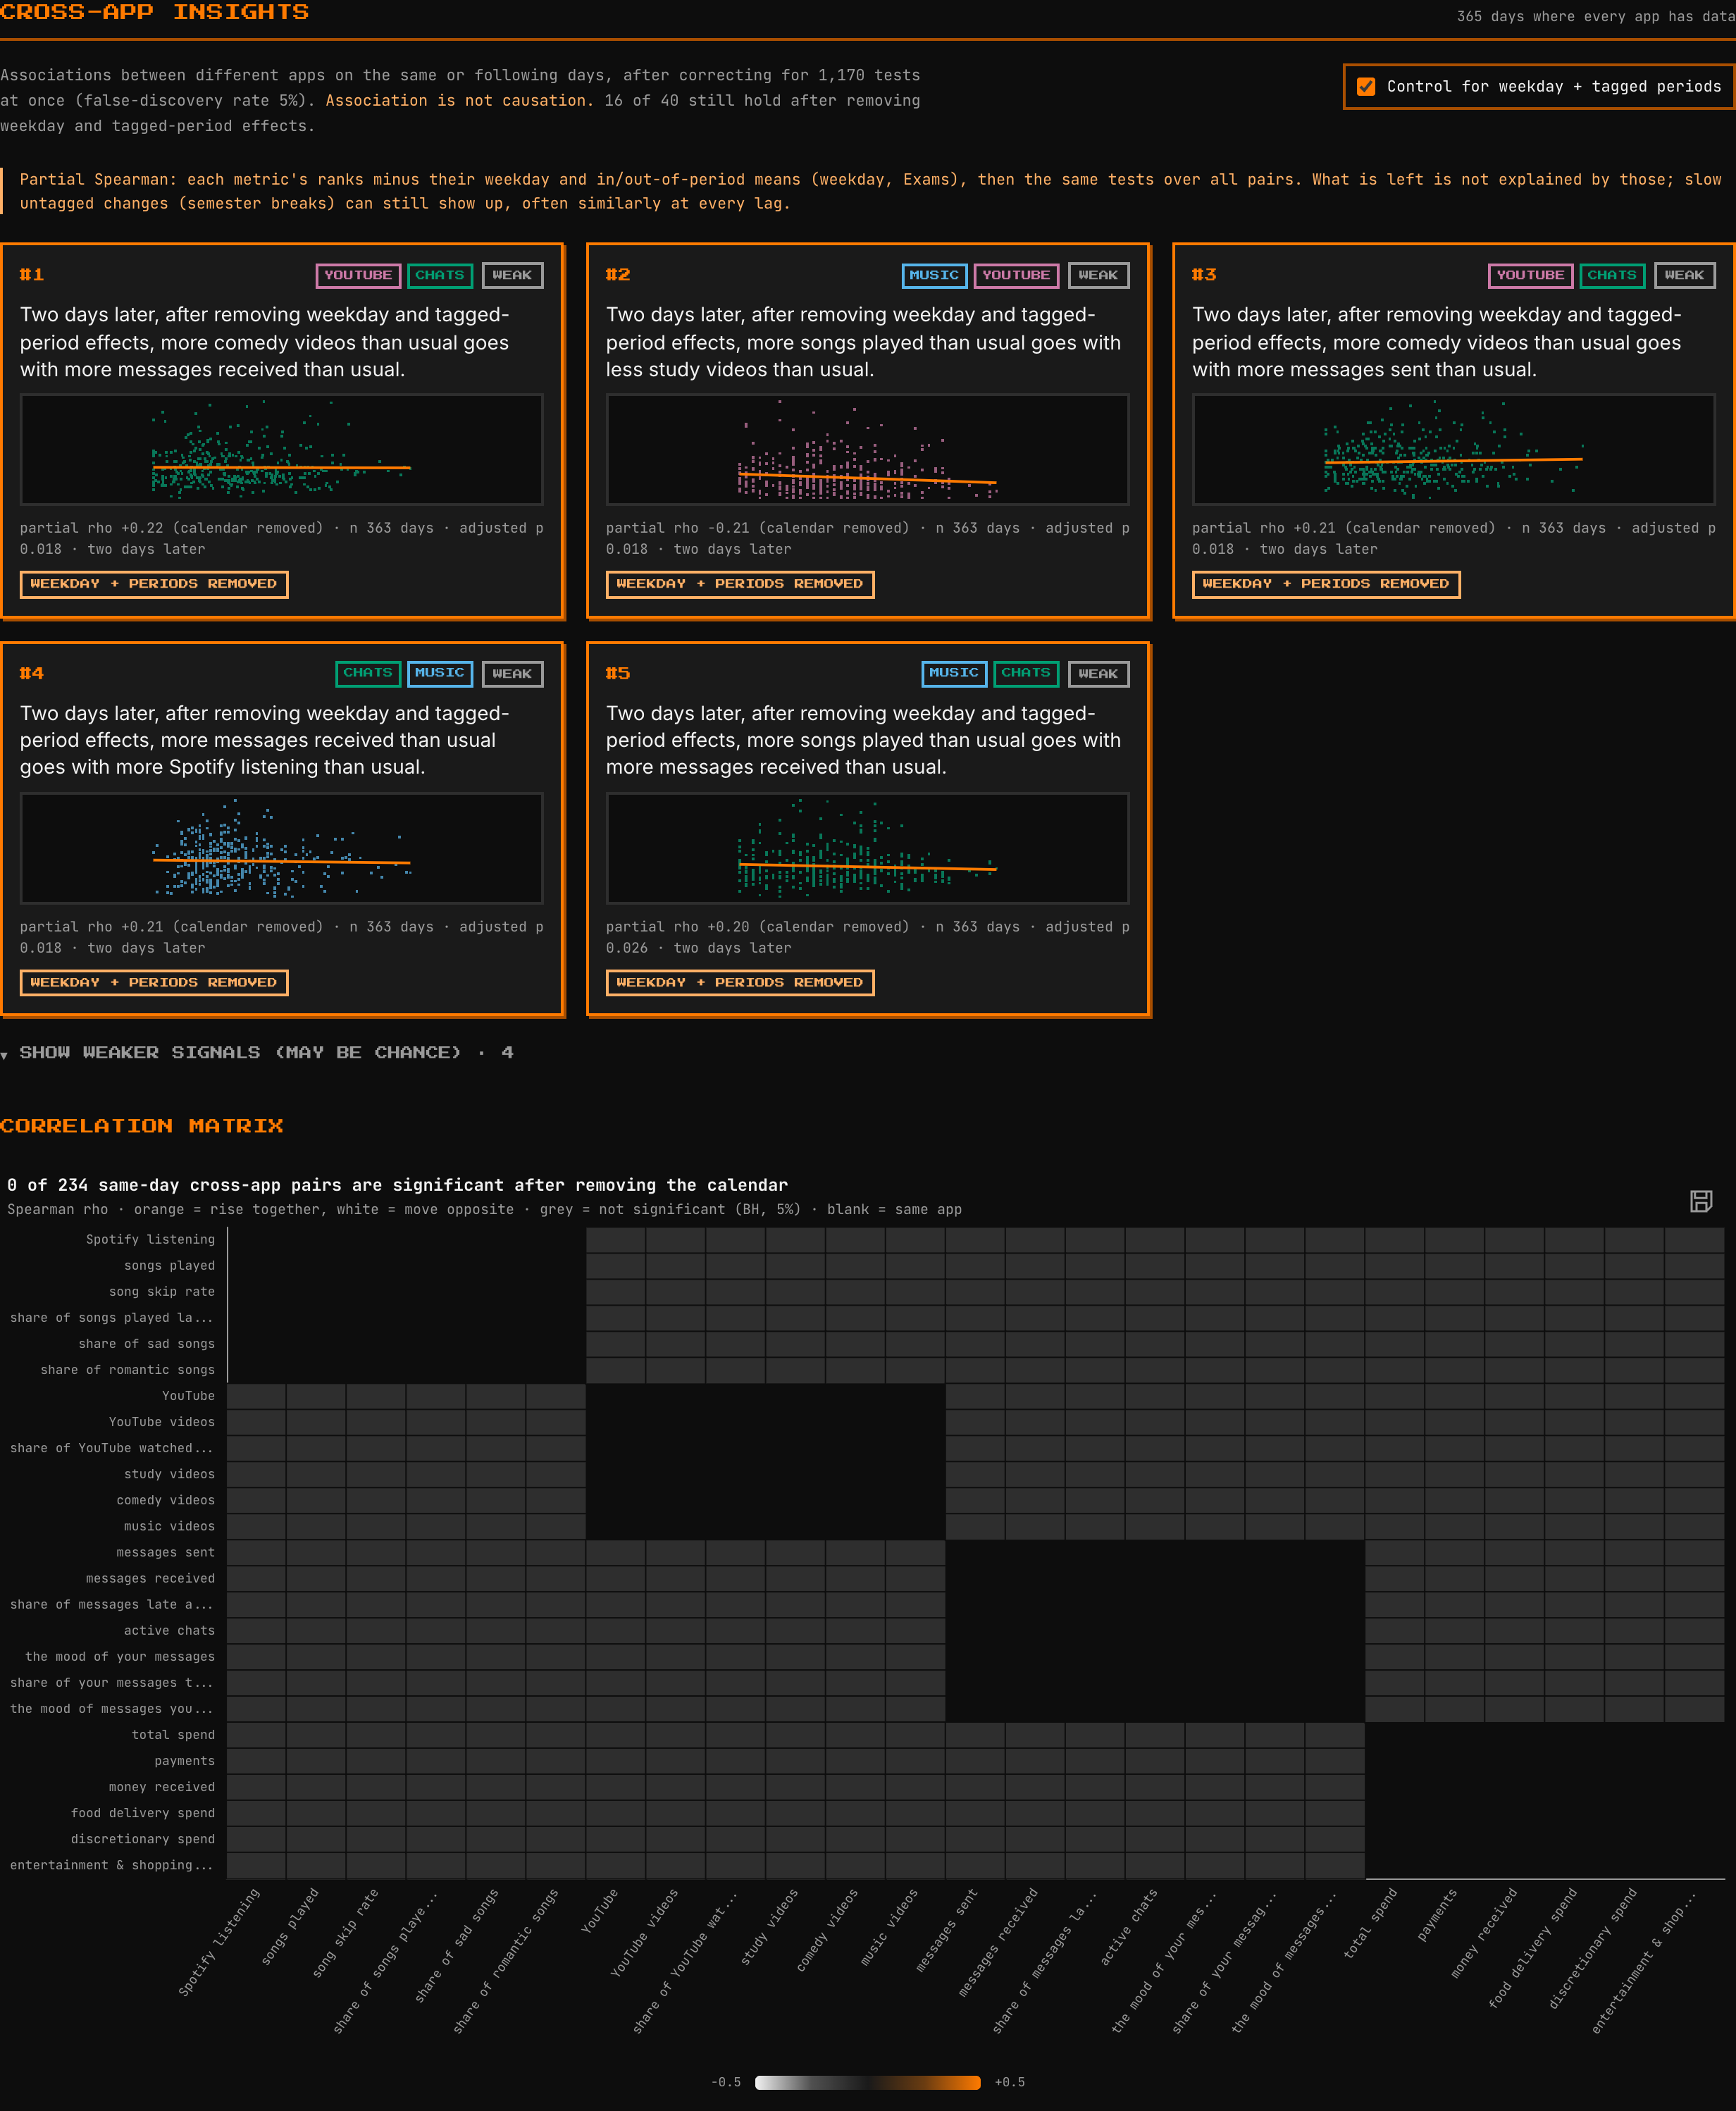 CROSS-APP INSIGHTS
365 days where every app has data
Associations between different apps on the same or following days, after correcting for 1,170 tests
at once (false-discovery rate 5%). Association is not causation. 16 of 40 still hold after removing
weekday and tagged-period effects.
Control for weekday + tagged periods
Partial Spearman: each metric's ranks minus their weekday and in/out-of-period means (weekday, Exams), then the same tests over all pairs. What is left is not explained by those; slow
untagged changes (semester breaks) can still show up, often similarly at every lag.
#1
YOUTUBE CHATS WEAK
Two days later, after removing weekday and tagged-
period effects, more comedy videos than usual goes
with more messages received than usual.
partial rho +0.22 (calendar removed) · n 363 days · adjusted p
0.018 · two days later
WEEKDAY + PERIODS REMOVED
#2
MUSIC YOUTUBE WEAK
Two days later, after removing weekday and tagged-
period effects, more songs played than usual goes with
less study videos than usual.
partial rho -0.21 (calendar removed) · n 363 days · adjusted p
0.018 · two days later
WEEKDAY + PERIODS REMOVED
#3
YOUTUBE CHATS WEAK
Two days later, after removing weekday and tagged-
period effects, more comedy videos than usual goes
with more messages sent than usual.
partial rho +0.21 (calendar removed) · n 363 days · adjusted p
0.018 · two days later
WEEKDAY + PERIODS REMOVED
#4
CHATS MUSIC WEAK
Two days later, after removing weekday and tagged-
period effects, more messages received than usual
goes with more Spotify listening than usual.
partial rho +0.21 (calendar removed) · n 363 days · adjusted p
0.018 · two days later
WEEKDAY + PERIODS REMOVED
#5
MUSIC CHATS WEAK
Two days later, after removing weekday and tagged-
period effects, more songs played than usual goes with
more messages received than usual.
partial rho +0.20 (calendar removed) · n 363 days · adjusted p
0.026 · two days later
WEEKDAY + PERIODS REMOVED
▼ SHOW WEAKER SIGNALS (MAY BE CHANCE) · 4
CORRELATION MATRIX
0 of 234 same-day cross-app pairs are significant after removing the calendar
Spearman rho · orange = rise together, white = move opposite · grey = not significant (BH, 5%) · blank = same app
Spotify listening
songs played
song skip rate
share of songs played la...
share of sad songs
share of romantic songs
YouTube
YouTube videos
share of YouTube watched...
study videos
comedy videos
music videos
messages sent
messages received
share of messages late a...
active chats
the mood of your messages
share of your messages t...
the mood of messages you...
total spend
payments
money received
food delivery spend
discretionary spend
entertainment & shopping...
Spotify listening
songs played
song skip rate
share of songs playe...
share of sad songs
share of romantic songs
YouTube
YouTube videos
share of YouTube wat...
study videos
comedy videos
music videos
messages sent
messages received
share of messages la...
active chats
the mood of your mes...
share of your messag...
the mood of messages...
total spend
payments
money received
food delivery spend
discretionary spend
entertainment & shop...
-0.5
+0.5